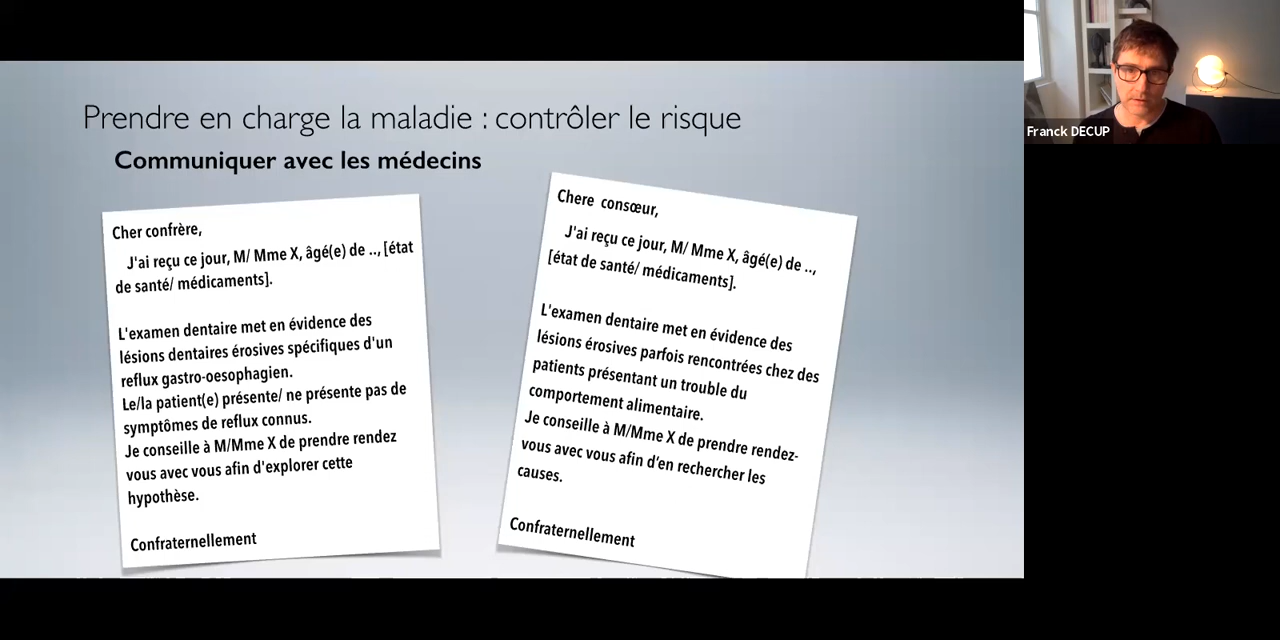 Prendre en charge la maladie : contrôler le risque
Communiquer avec les médecins
Cher confrère,
J'ai reçu ce jour, M/ Mme X, âgé(e) de .., [état
de santé/ médicaments].
L'examen dentaire met en évidence des
lésions dentaires érosives spécifiques d'un
reflux gastro-oesophagien.
Le/la patient(e) présente/ ne présente pas de
symptômes de reflux connus.
Je conseille à M/Mme X de prendre rendez
vous avec vous afin d'explorer cette
hypothèse.
Confraternellement
Chere consœur,
J'ai reçu ce jour, M/ Mme X, âgé(e) de ..,
[état de santé/ médicaments].
L'examen dentaire met en évidence des
lésions érosives parfois rencontrées chez des
patients présentant un trouble du
comportement alimentaire.
Je conseille à M/Mme X de prendre rendez-
vous avec vous afin d'en rechercher les
causes.
Confraternellement
Franck DECUP